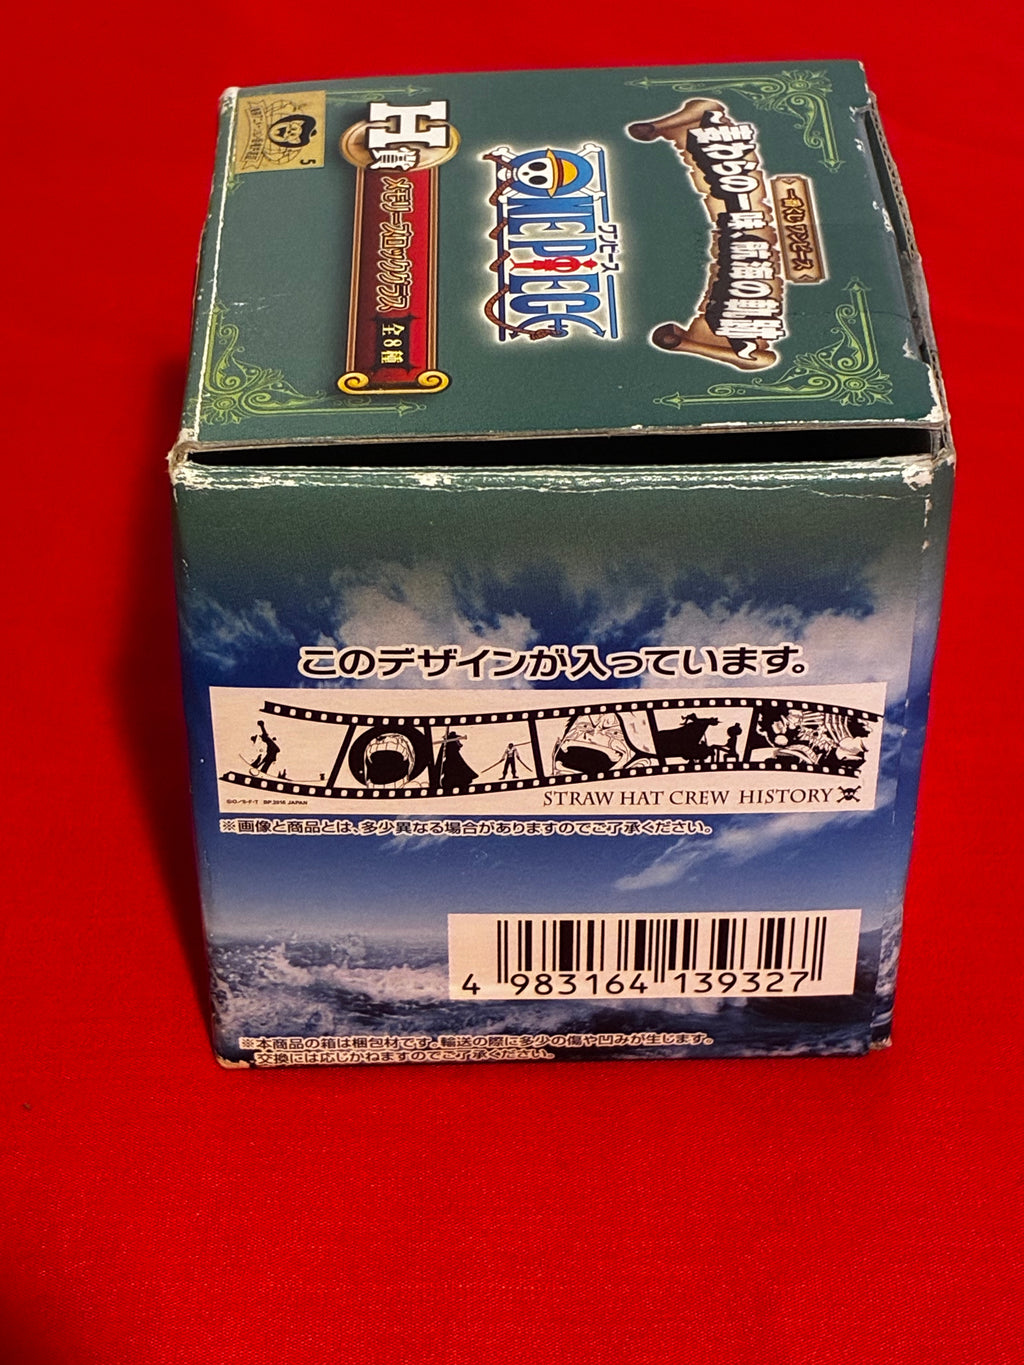 一番くじ ワンピース
~麦わらの一味、航海の軌跡~
ONE PIECE
ワンピース
H賞
メモリーズロックグラス
全8種
5
このデザインが入っています。
©O/S･F･T BP.2016 JAPAN
STRAW HAT CREW HISTORY
※画像と商品とは、多少異なる場合がありますのでご了承ください。
4 983164 139327
※本商品の箱は梱包材です。輸送の際に多少の傷や凹みが生じます。
交換には応じかねますのでご了承ください。